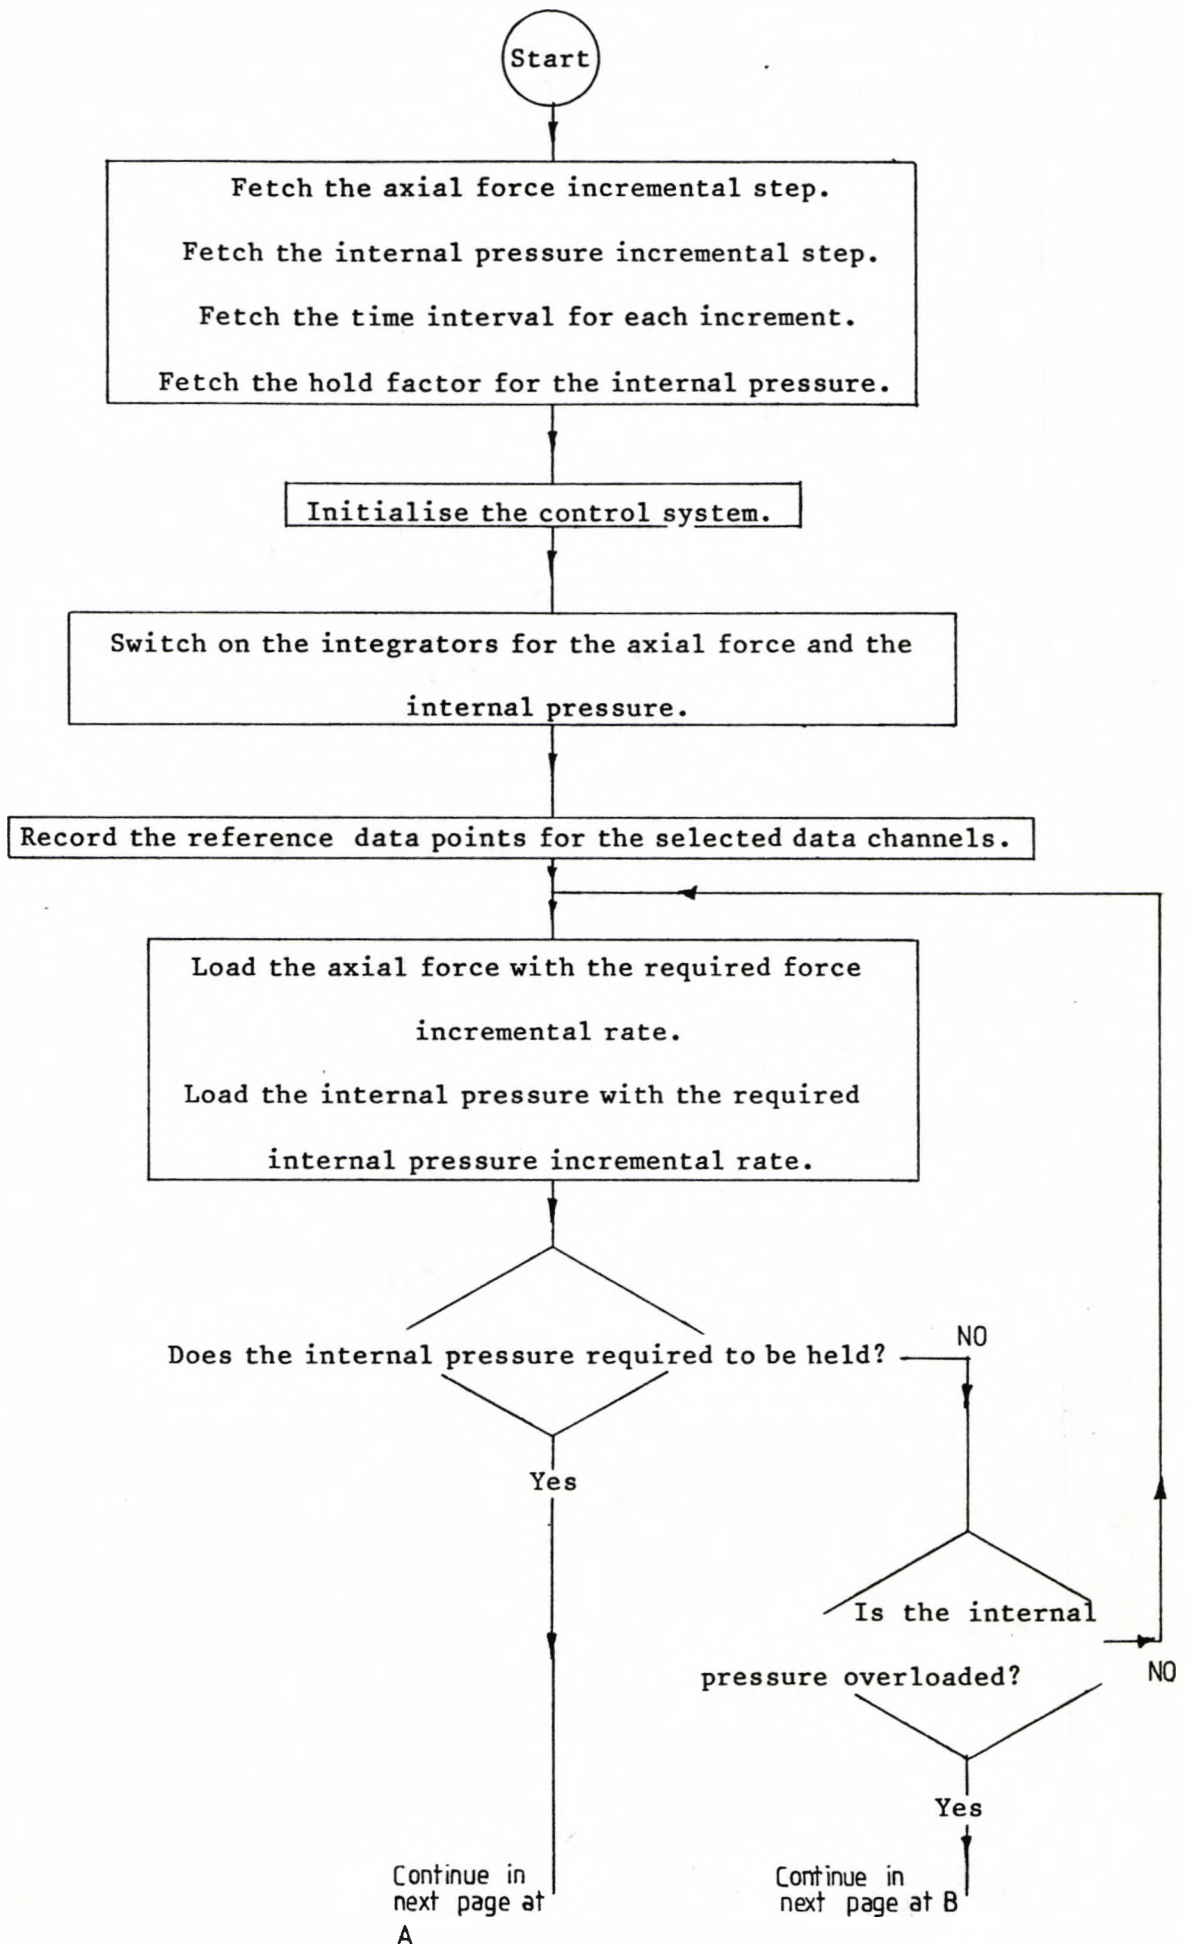 Start
Fetch the axial force incremental step.
Fetch the internal pressure incremental step.
Fetch the time interval for each increment.
Fetch the hold factor for the internal pressure.
Initialise the control system.
Switch on the integrators for the axial force and the
internal pressure.
Record the reference data points for the selected data channels.
Load the axial force with the required force
incremental rate.
Load the internal pressure with the required
internal pressure incremental rate.
Does the internal pressure required to be held?
NO
Yes
Is the internal
pressure overloaded?
NO
Yes
Continue in
next page at
A
Continue in
next page at B